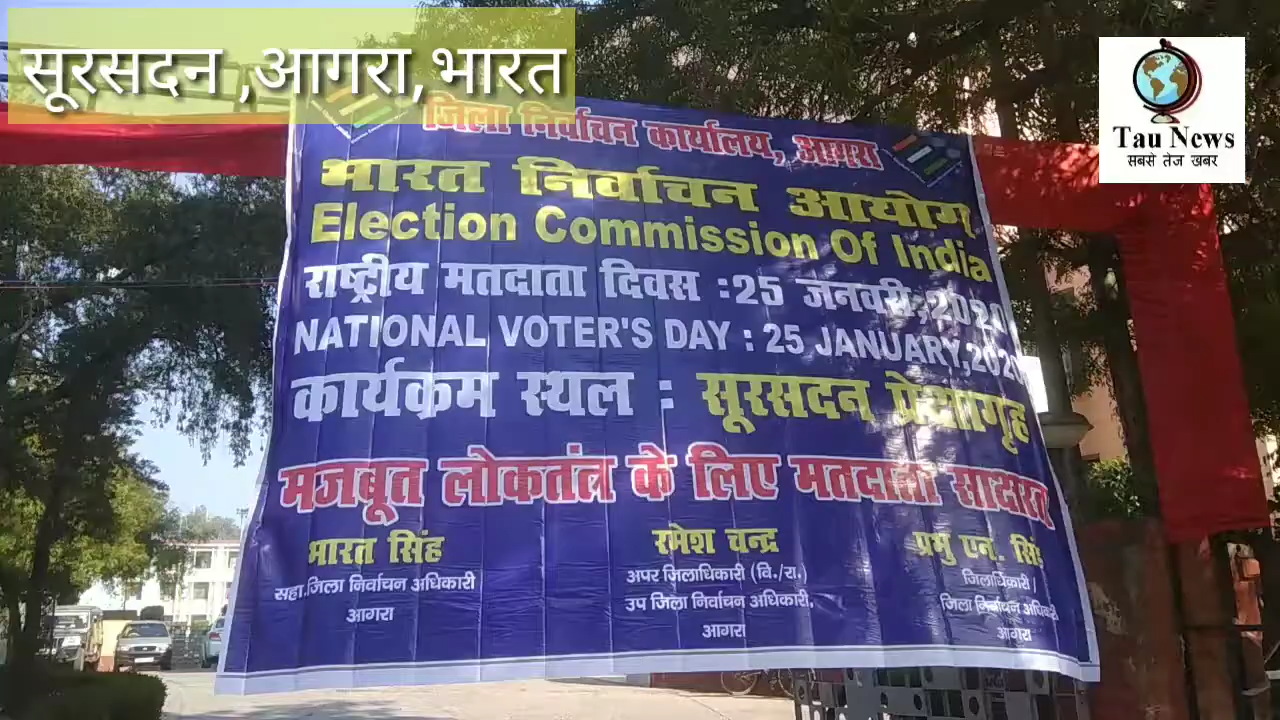 सूरसदन ,आगरा,भारत
Tau News
सबसे तेज खबर
जिला निर्वाचन कार्यालय, आगरा
भारत निर्वाचन आयोग
Election Commission Of India
राष्ट्रीय मतदाता दिवस :25 जनवरी,2020
NATIONAL VOTER'S DAY : 25 JANUARY,2020
कार्यकम स्थल : सूरसदन प्रेक्षागृह
मजबूत लोकतंत्र के लिए मतदाता साक्षरता
भारत सिंह
सहा.जिला निर्वाचन अधिकारी
आगरा
रमेश चन्द्र
अपर जिलाधिकारी (वि./रा.)
उप जिला निर्वाचन अधिकारी,
आगरा
प्रभु एन. सिंह
जिलाधिकारी/
जिला निर्वाचन अधिकारी
आगरा